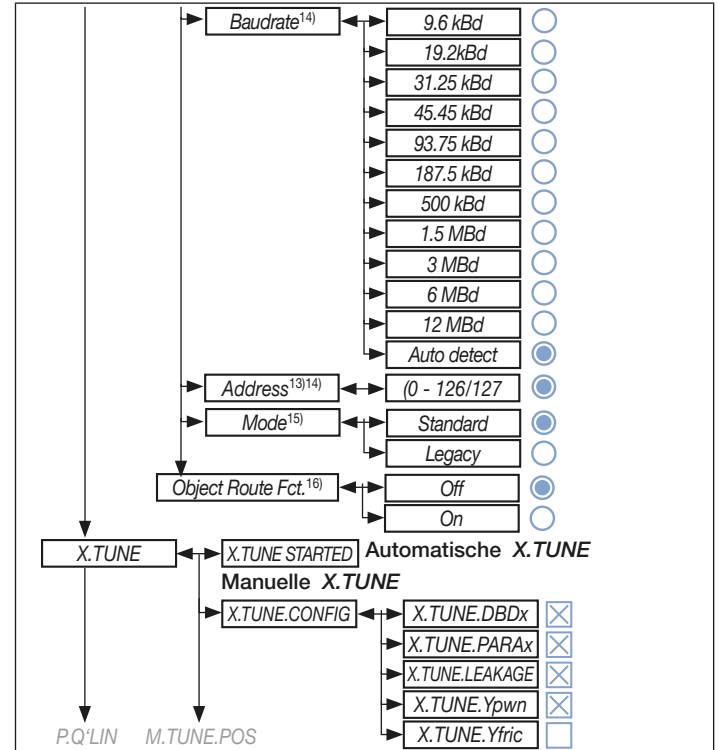 Baudrate14)
9.6 kBd
19.2kBd
31.25 kBd
45.45 kBd
93.75 kBd
187.5 kBd
500 kBd
1.5 MBd
3 MBd
6 MBd
12 MBd
Auto detect
Address13)14)
(0 - 126/127
Mode15)
Standard
Legacy
Object Route Fct.16)
Off
On
X.TUNE
X.TUNE STARTED
Automatische X.TUNE
Manuelle X.TUNE
X.TUNE.CONFIG
X.TUNE.DBDx
X.TUNE.PARAx
X.TUNE.LEAKAGE
X.TUNE.Ypwn
X.TUNE.Yfric
P.Q‘LIN
M.TUNE.POS